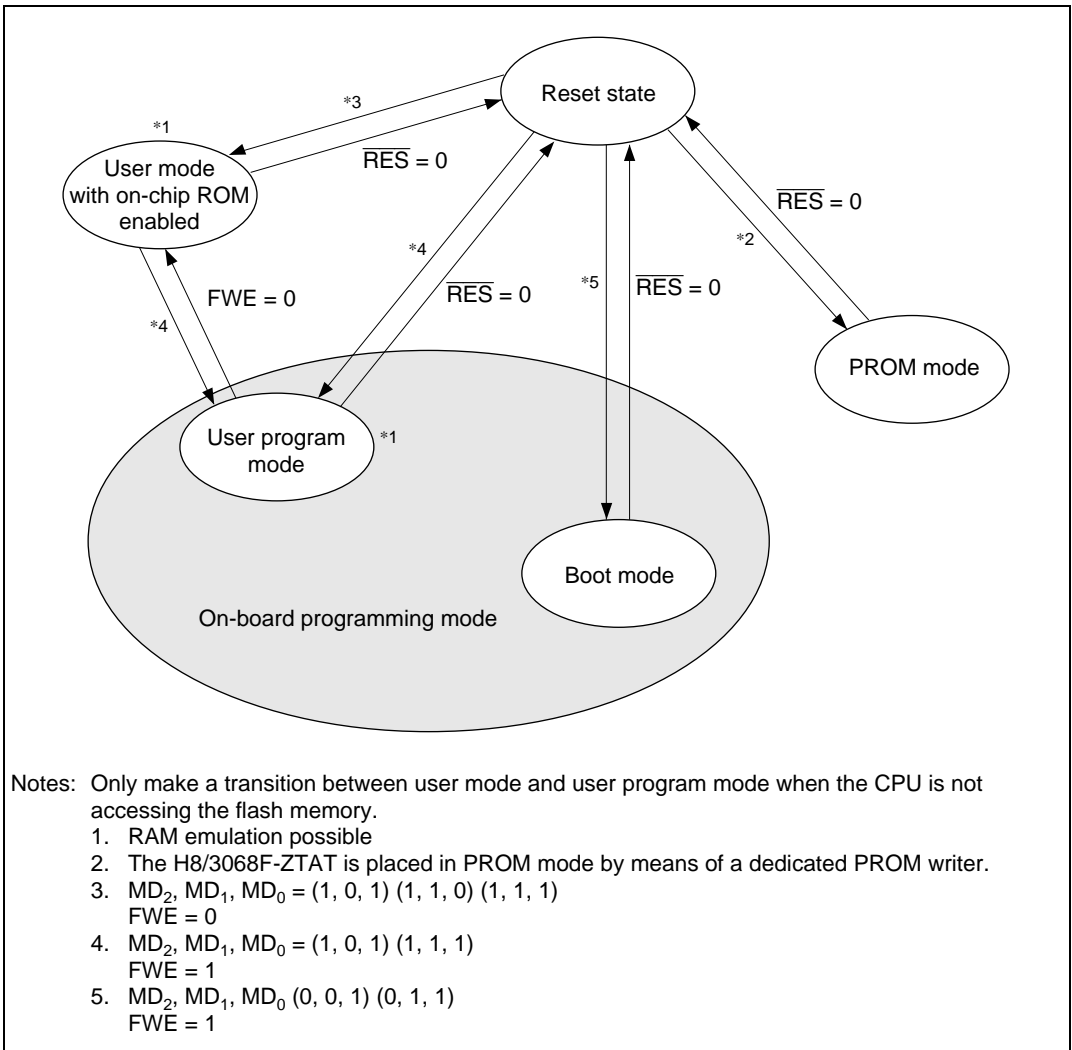 Reset state
*3
*1
RES = 0
User mode
with on-chip ROM
enabled
RES = 0
*4
*2
FWE = 0
RES = 0
*5
RES = 0
*4
PROM mode
User program
mode
*1
Boot mode
On-board programming mode
Notes: Only make a transition between user mode and user program mode when the CPU is not
accessing the flash memory.
1. RAM emulation possible
2. The H8/3068F-ZTAT is placed in PROM mode by means of a dedicated PROM writer.
3. MD₂, MD₁, MD₀ = (1, 0, 1) (1, 1, 0) (1, 1, 1)
FWE = 0
4. MD₂, MD₁, MD₀ = (1, 0, 1) (1, 1, 1)
FWE = 1
5. MD₂, MD₁, MD₀ (0, 0, 1) (0, 1, 1)
FWE = 1